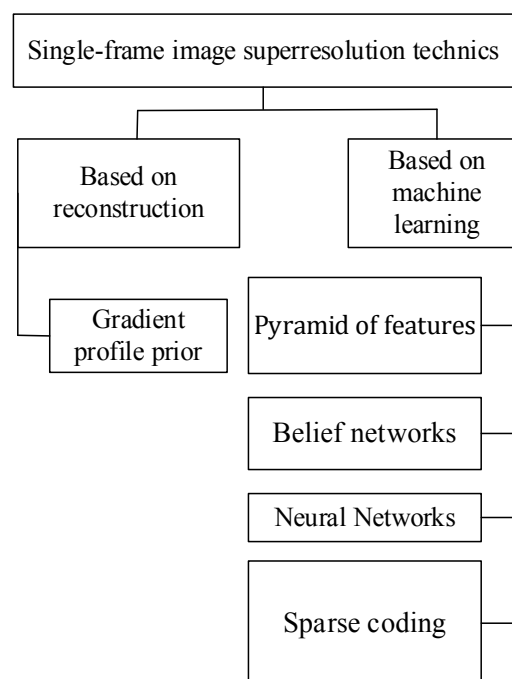 Single-frame image superresolution technics
Based on
reconstruction
Based on
machine
learning
Gradient
profile prior
Pyramid of features
Belief networks
Neural Networks
Sparse coding